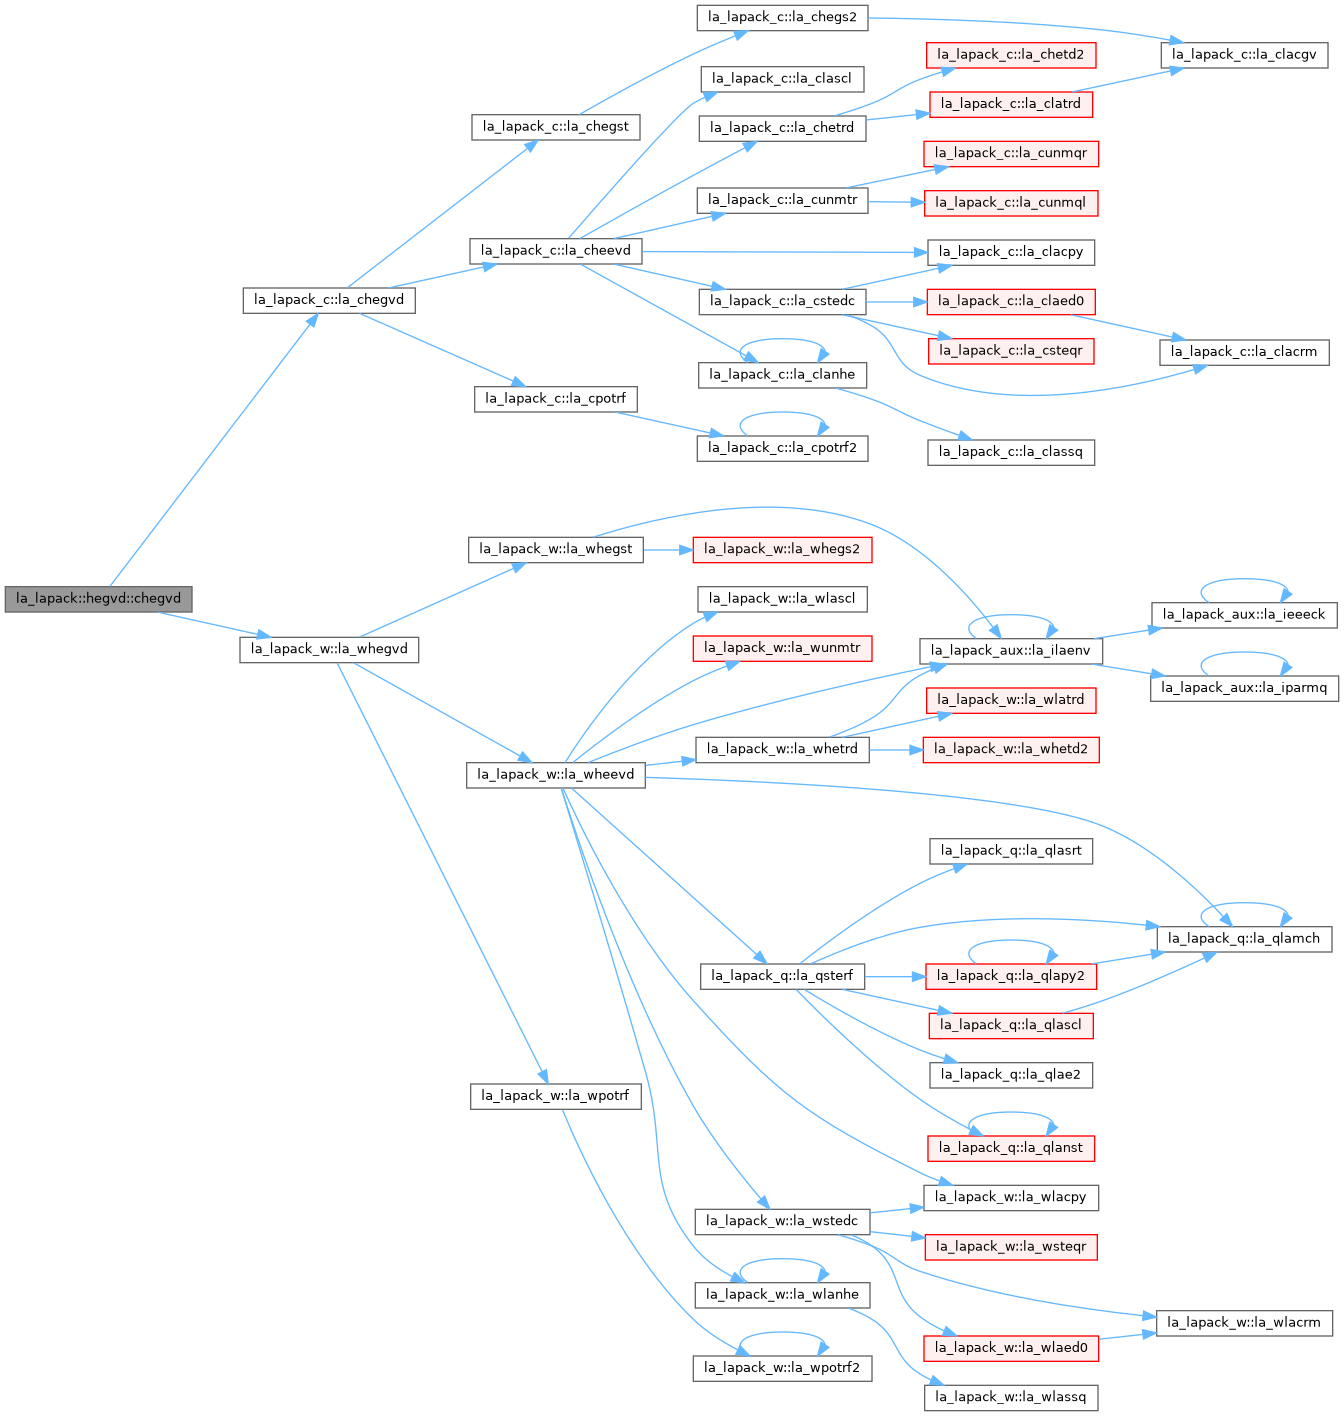 la_lapack_c::la_chegs2
la_lapack_c::la_chetd2
la_lapack_c::la_clacgv
la_lapack_c::la_clascl
la_lapack_c::la_clatrd
la_lapack_c::la_chegst
la_lapack_c::la_chetrd
la_lapack_c::la_cunmqr
la_lapack_c::la_cunmtr
la_lapack_c::la_cunmql
la_lapack_c::la_cheevd
la_lapack_c::la_clacpy
la_lapack_c::la_chegvd
la_lapack_c::la_cstedc
la_lapack_c::la_claed0
la_lapack_c::la_csteqr
la_lapack_c::la_clacrm
la_lapack_c::la_clanhe
la_lapack_c::la_cpotrf
la_lapack_c::la_cpotrf2
la_lapack_c::la_classq
la_lapack_w::la_whegst
la_lapack_w::la_whegs2
la_lapack::hegvd::chegvd
la_lapack_w::la_wlascl
la_lapack_aux::la_ieeeck
la_lapack_w::la_whegvd
la_lapack_w::la_wunmtr
la_lapack_aux::la_ilaenv
la_lapack_aux::la_iparmq
la_lapack_w::la_wlatrd
la_lapack_w::la_whetrd
la_lapack_w::la_whetd2
la_lapack_w::la_wheevd
la_lapack_q::la_qlasrt
la_lapack_q::la_qlamch
la_lapack_q::la_qsterf
la_lapack_q::la_qlapy2
la_lapack_q::la_qlascl
la_lapack_q::la_qlae2
la_lapack_w::la_wpotrf
la_lapack_q::la_qlanst
la_lapack_w::la_wlacpy
la_lapack_w::la_wstedc
la_lapack_w::la_wsteqr
la_lapack_w::la_wlanhe
la_lapack_w::la_wlacrm
la_lapack_w::la_wlaed0
la_lapack_w::la_wpotrf2
la_lapack_w::la_wlassq